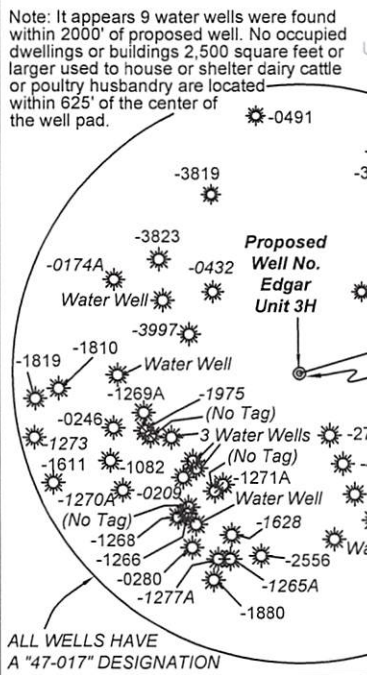 Note: It appears 9 water wells were found
within 2000' of proposed well. No occupied
dwellings or buildings 2,500 square feet or
larger used to house or shelter dairy cattle
or poultry husbandry are located
within 625' of the center of
the well pad.
-0491
-3819
-3823
Proposed
Well No.
Edgar
Unit 3H
-0174A
-0432
Water Well
-3997
-1819
-1810
Water Well
-1269A
-1975
(No Tag)
-0246
3 Water Wells
-1273
(No Tag)
-1611
-1082
-1271A
-1270A
-0209
Water Well
(No Tag)
-1268
-1628
-1266
-0280
-2556
-1277A
-1265A
-1880
ALL WELLS HAVE
A "47-017" DESIGNATION